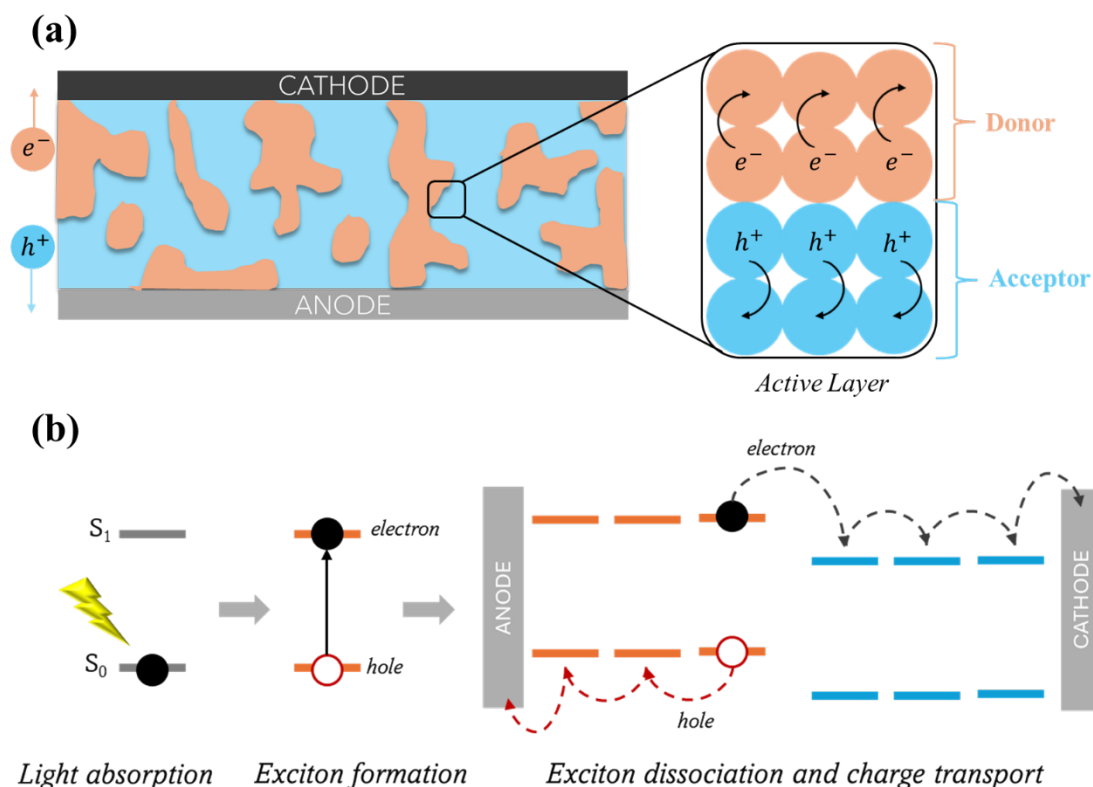 (a)
CATHODE
e⁻
h⁺
ANODE
e⁻ e⁻ e⁻
h⁺ h⁺ h⁺
Donor
Acceptor
Active Layer
(b)
S₁
S₀
electron
hole
ANODE
electron
hole
CATHODE
Light absorption
Exciton formation
Exciton dissociation and charge transport